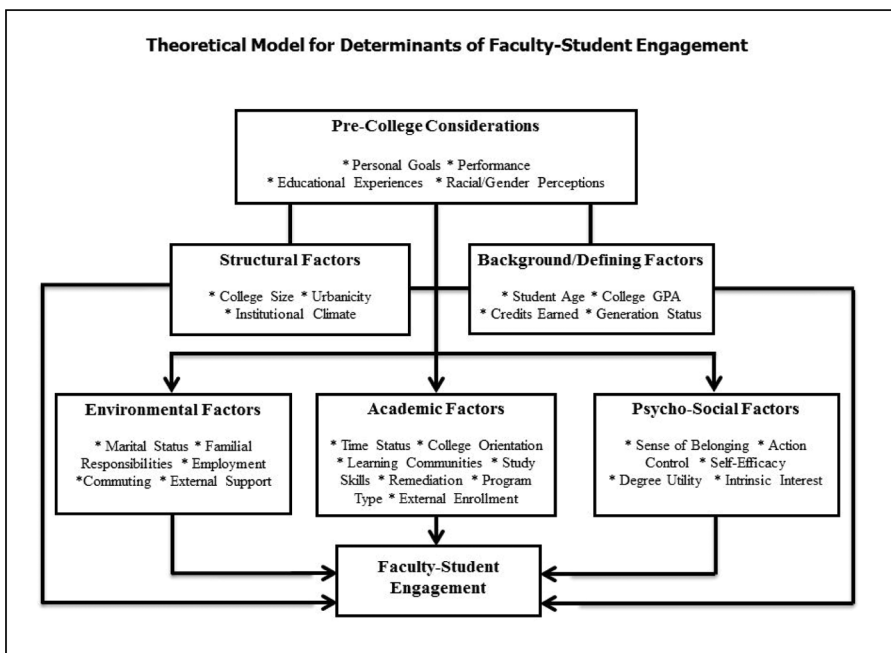 Theoretical Model for Determinants of Faculty-Student Engagement
Pre-College Considerations
* Personal Goals * Performance
* Educational Experiences * Racial/Gender Perceptions
Structural Factors
* College Size * Urbanicity
* Institutional Climate
Background/Defining Factors
* Student Age * College GPA
* Credits Earned * Generation Status
Environmental Factors
* Marital Status * Familial
Responsibilities * Employment
*Commuting * External Support
Academic Factors
* Time Status * College Orientation
* Learning Communities * Study
Skills * Remediation * Program
Type * External Enrollment
Psycho-Social Factors
* Sense of Belonging * Action
Control * Self-Efficacy
* Degree Utility * Intrinsic Interest
Faculty-Student
Engagement